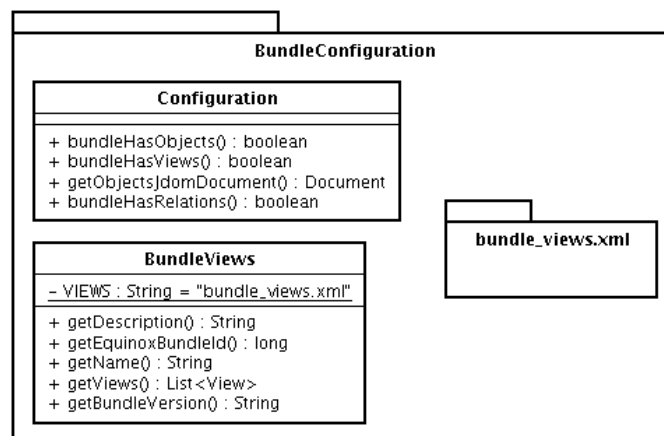 BundleConfiguration
Configuration
+ bundleHasObjects() : boolean
+ bundleHasViews() : boolean
+ getObjectsJdomDocument() : Document
+ bundleHasRelations() : boolean
bundle_views.xml
BundleViews
- VIEWS : String = "bundle_views.xml"
+ getDescription() : String
+ getEquinoxBundleId() : long
+ getName() : String
+ getViews() : List<View>
+ getBundleVersion() : String